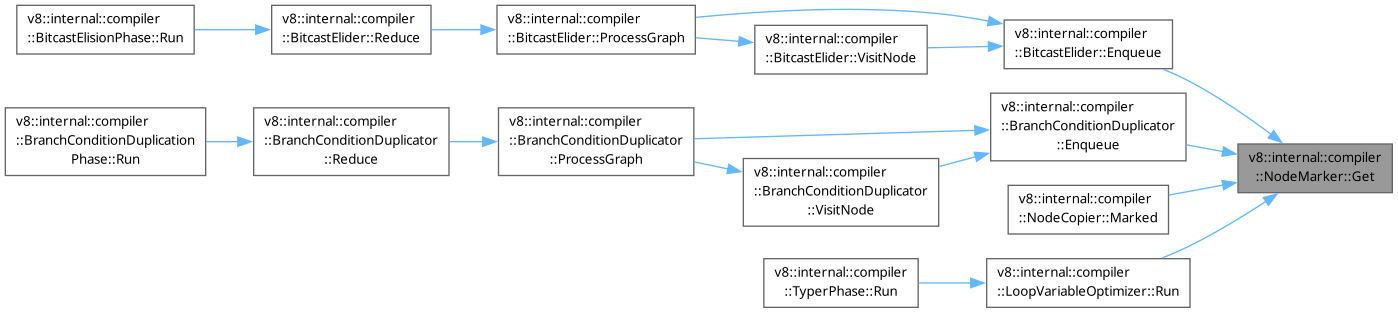 v8::internal::compiler
::BitcastElisionPhase::Run
v8::internal::compiler
::BitcastElider::Reduce
v8::internal::compiler
::BitcastElider::ProcessGraph
v8::internal::compiler
::BitcastElider::VisitNode
v8::internal::compiler
::BitcastElider::Enqueue
v8::internal::compiler
::BranchConditionDuplication
Phase::Run
v8::internal::compiler
::BranchConditionDuplicator
::Reduce
v8::internal::compiler
::BranchConditionDuplicator
::ProcessGraph
v8::internal::compiler
::BranchConditionDuplicator
::VisitNode
v8::internal::compiler
::BranchConditionDuplicator
::Enqueue
v8::internal::compiler
::NodeMarker::Get
v8::internal::compiler
::NodeCopier::Marked
v8::internal::compiler
::TyperPhase::Run
v8::internal::compiler
::LoopVariableOptimizer::Run